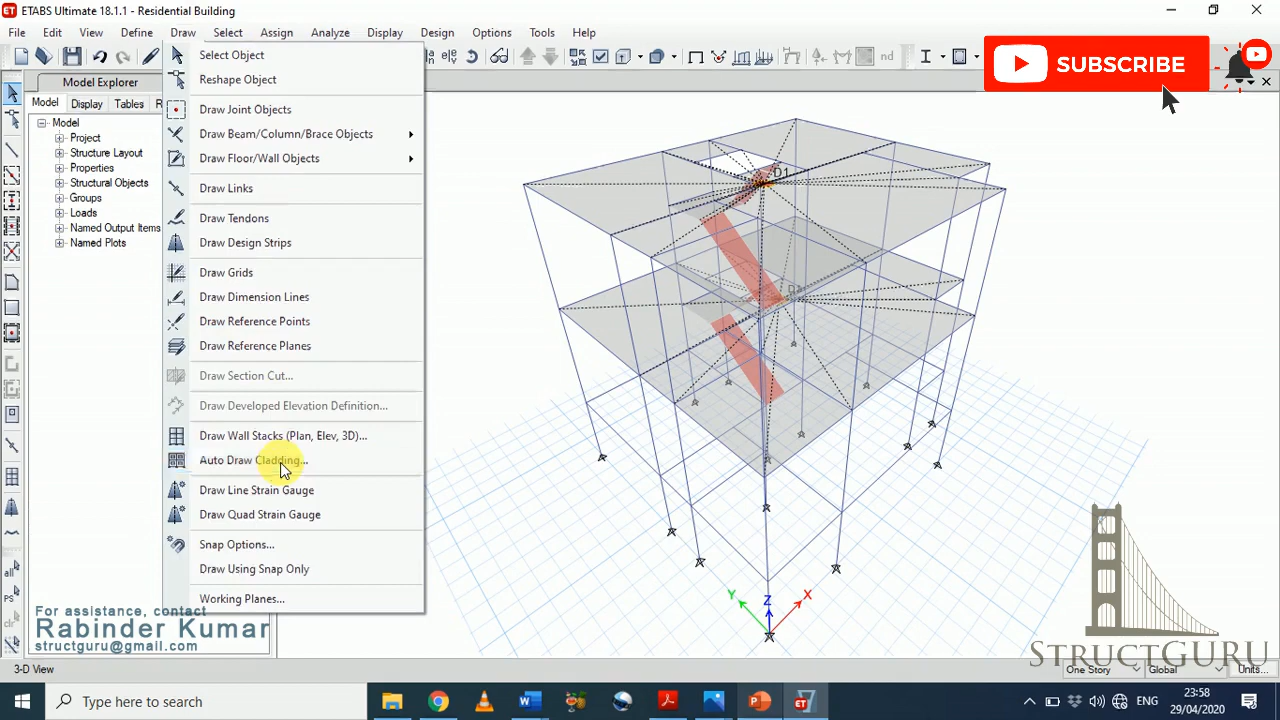 ETABS Ultimate 18.1.1 - Residential Building
File Edit View Define Draw Select Assign Analyze Display Design Options Tools Help
nd
SUBSCRIBE
Model Explorer
Model Display Tables R
Model
Project
Structure Layout
Properties
Structural Objects
Groups
Loads
Named Output Items
Named Plots
Select Object
Reshape Object
Draw Joint Objects
Draw Beam/Column/Brace Objects
Draw Floor/Wall Objects
Draw Links
Draw Tendons
Draw Design Strips
Draw Grids
Draw Dimension Lines
Draw Reference Points
Draw Reference Planes
Draw Section Cut...
Draw Developed Elevation Definition...
Draw Wall Stacks (Plan, Elev, 3D)...
Auto Draw Cladding...
Draw Line Strain Gauge
Draw Quad Strain Gauge
Snap Options...
Draw Using Snap Only
Working Planes...
all
PS
clr
D1
X
Y
Z
For assistance, contact
Rabinder Kumar
structguru@gmail.com
STRUCTGURU
3-D View
One Story
Global
Units...
Type here to search
ENG
23:58
29/04/2020